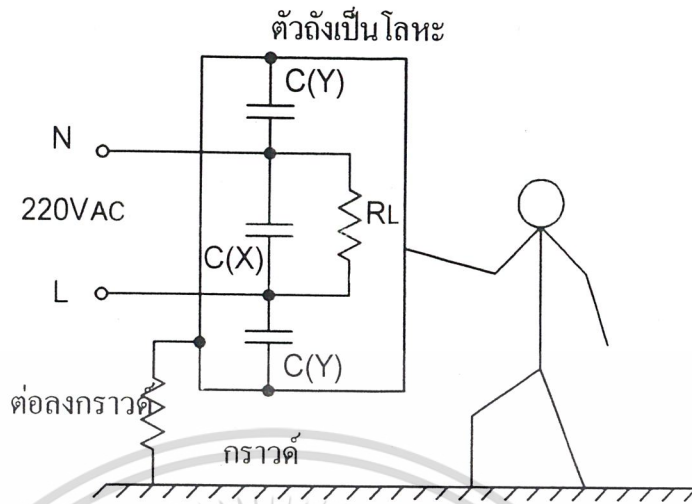 ตัวถังเป็นโลหะ
C(Y)
N
220VAC
RL
C(X)
L
C(Y)
ต่อลงกราวด์
กราวด์